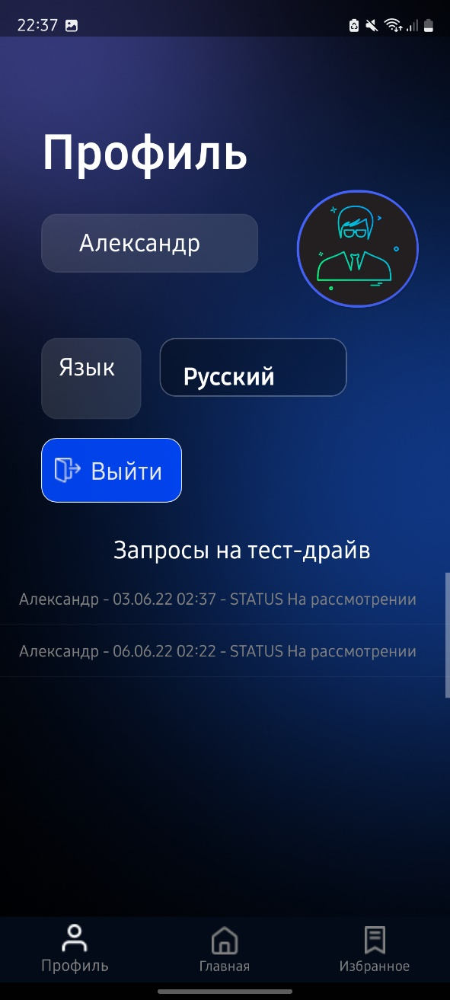 22:37
Профиль
Александр
Язык
Русский
Выйти
Запросы на тест-драйв
Александр - 03.06.22 02:37 - STATUS На рассмотрении
Александр - 06.06.22 02:22 - STATUS На рассмотрении
Профиль
Главная
Избранное